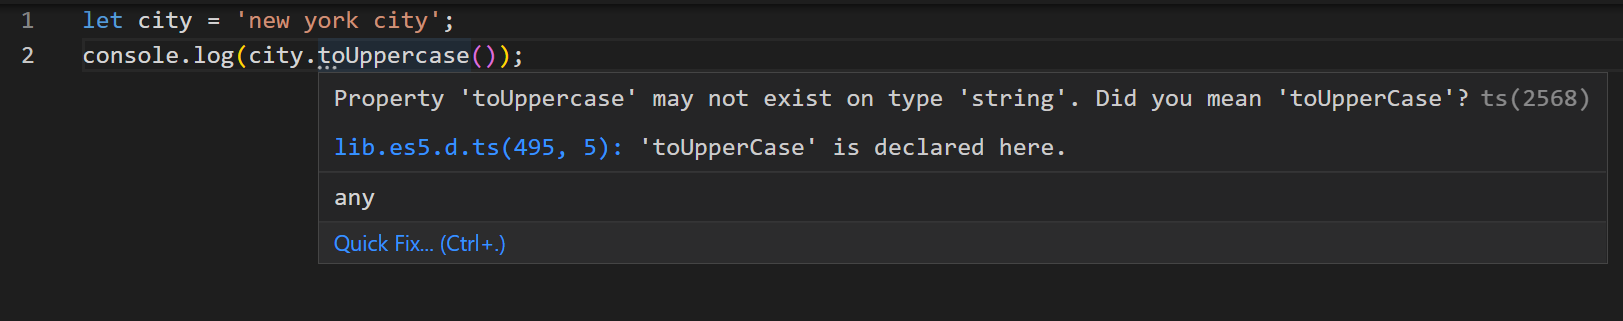 1 let city = 'new york city';
2 console.log(city.toUppercase());
Property 'toUppercase' may not exist on type 'string'. Did you mean 'toUpperCase'? ts(2568)
lib.es5.d.ts(495, 5): 'toUpperCase' is declared here.
any
Quick Fix... (Ctrl+.)